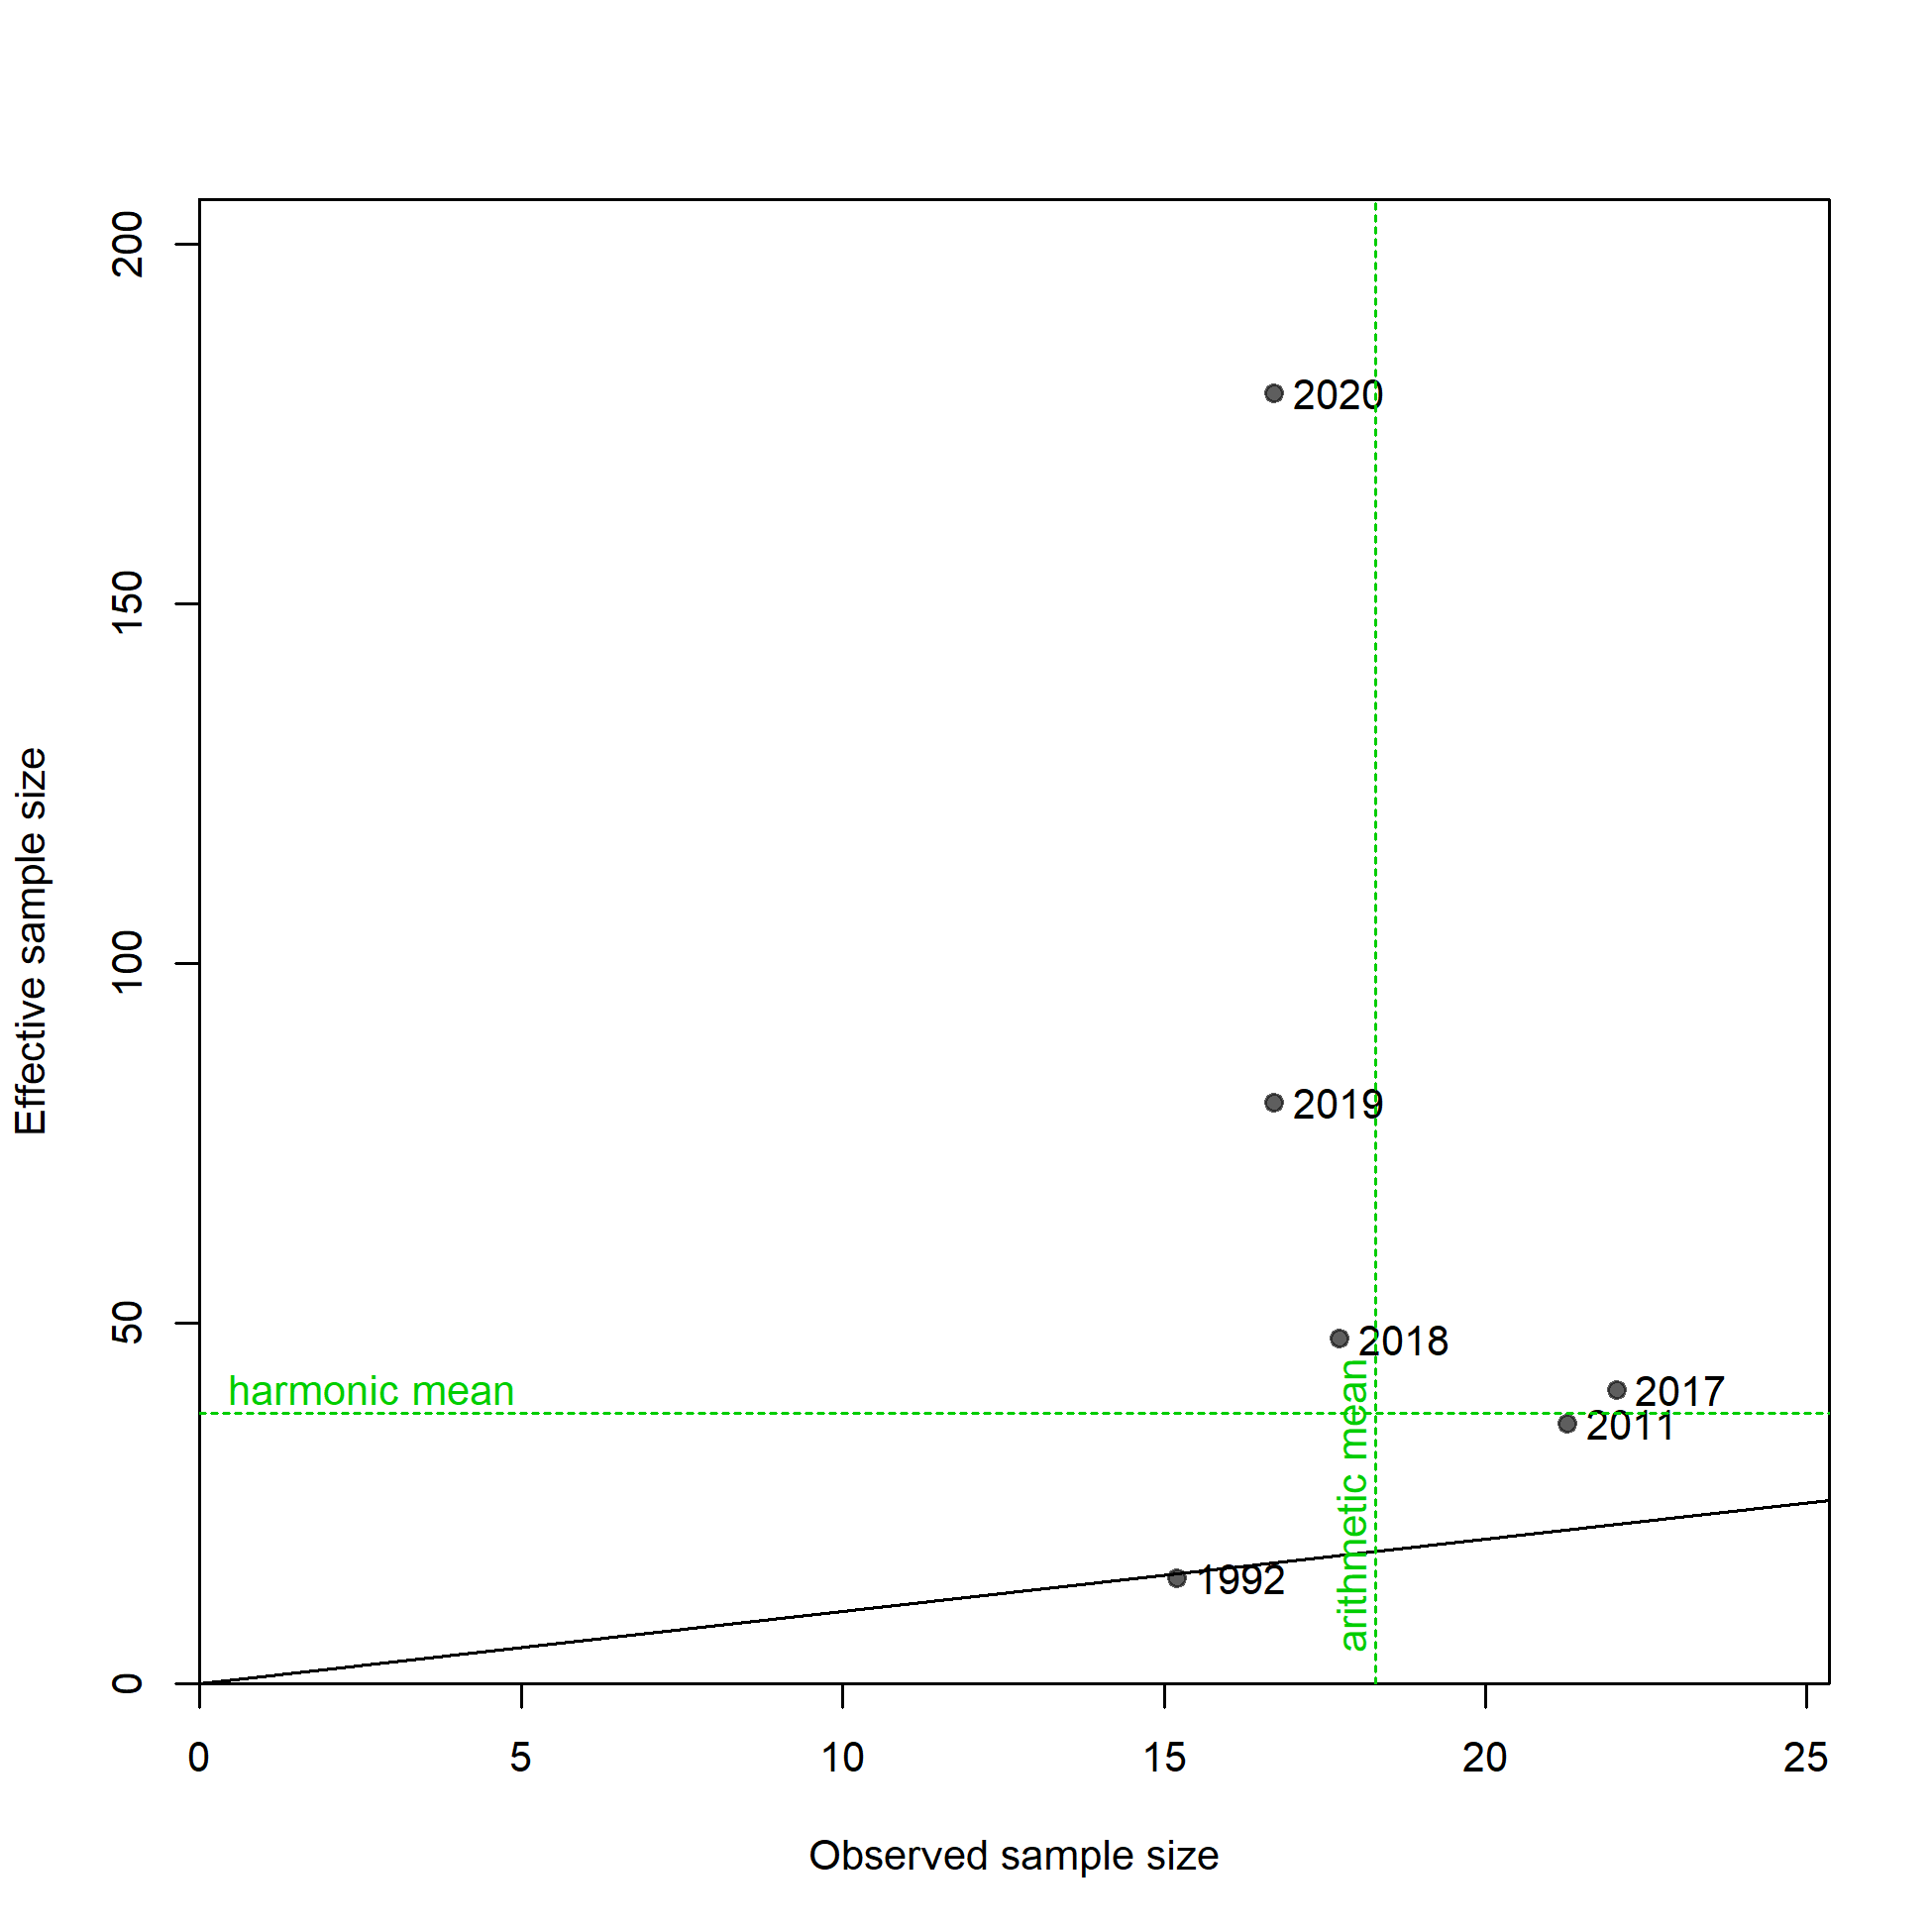 200
150
100
50
0
Effective sample size
2020
2019
2018
2017
2011
1992
harmonic mean
arithmetic mean
0 5 10 15 20 25
Observed sample size